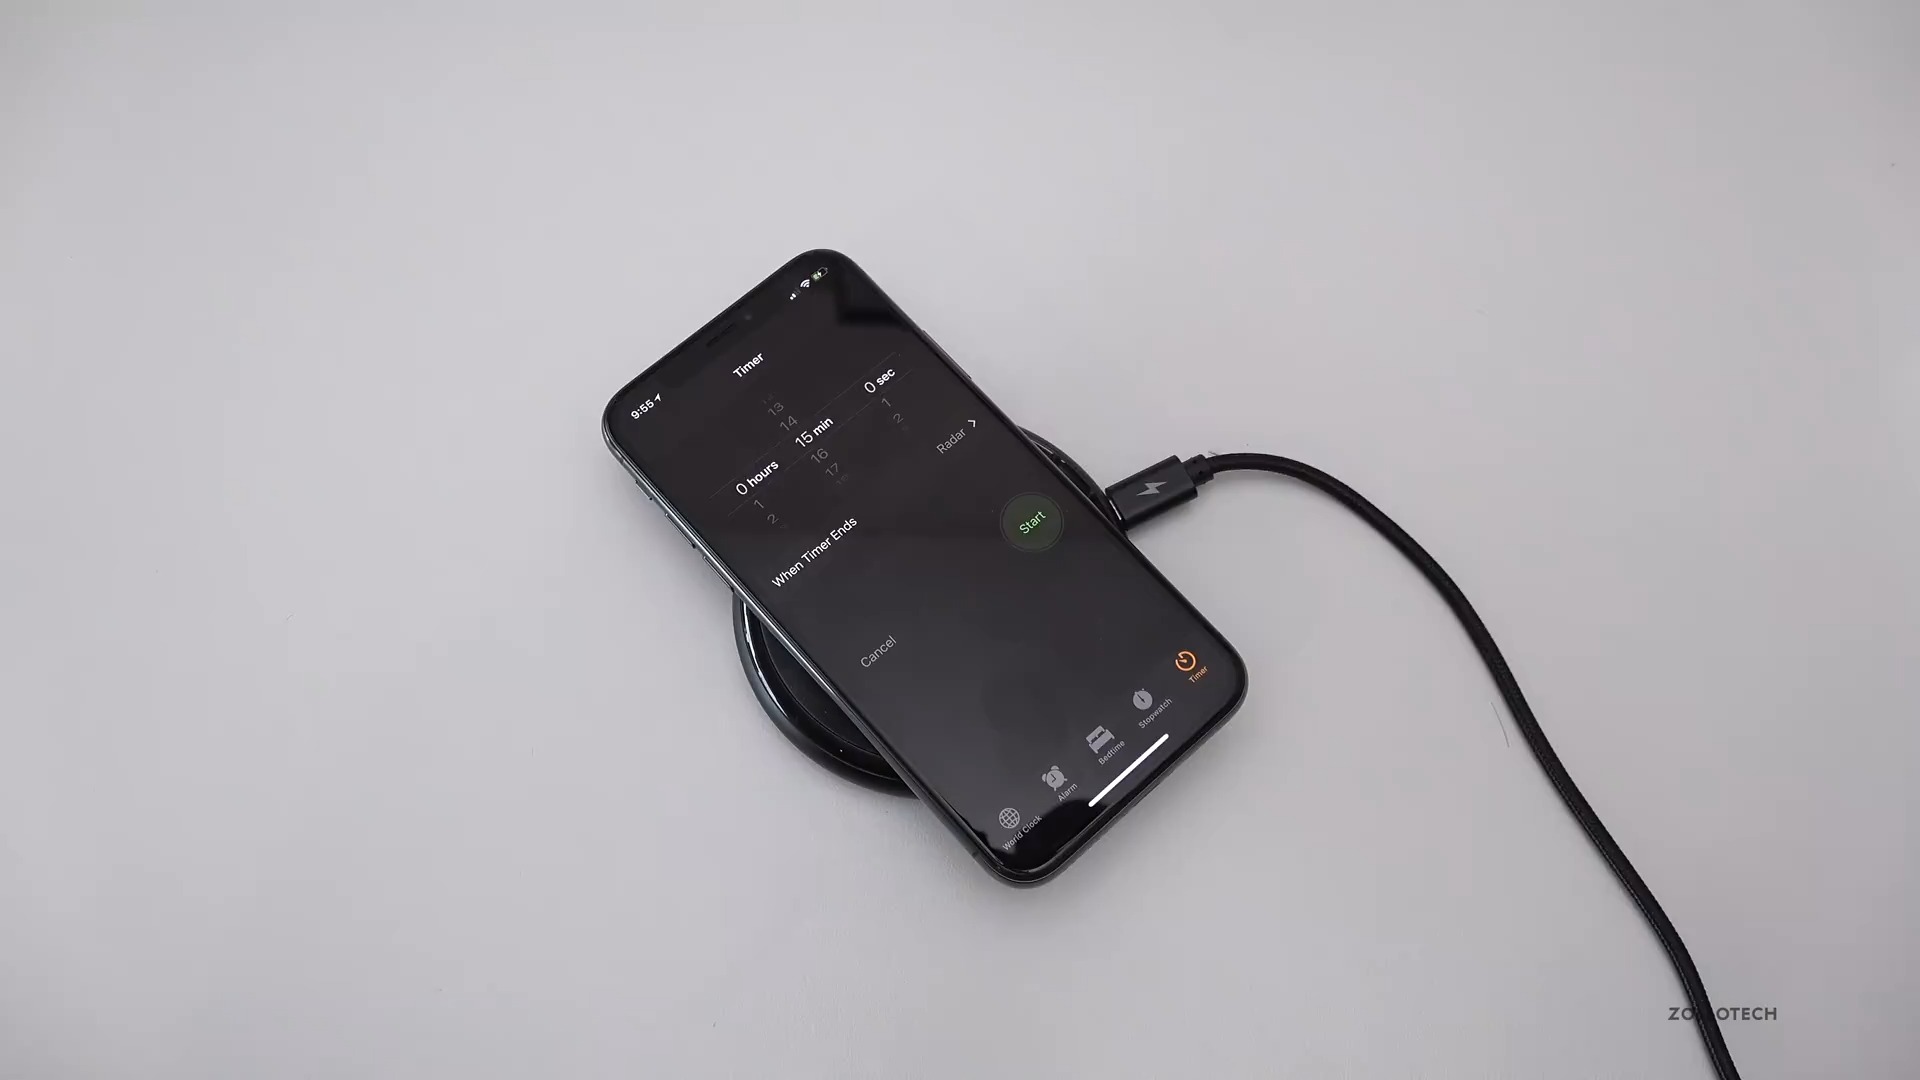 9:55
Timer
13
14
0 hours 15 min 0 sec
1 16 1
2 17 2
When Timer Ends Radar
Cancel Start
World Clock Alarm Bedtime Stopwatch Timer